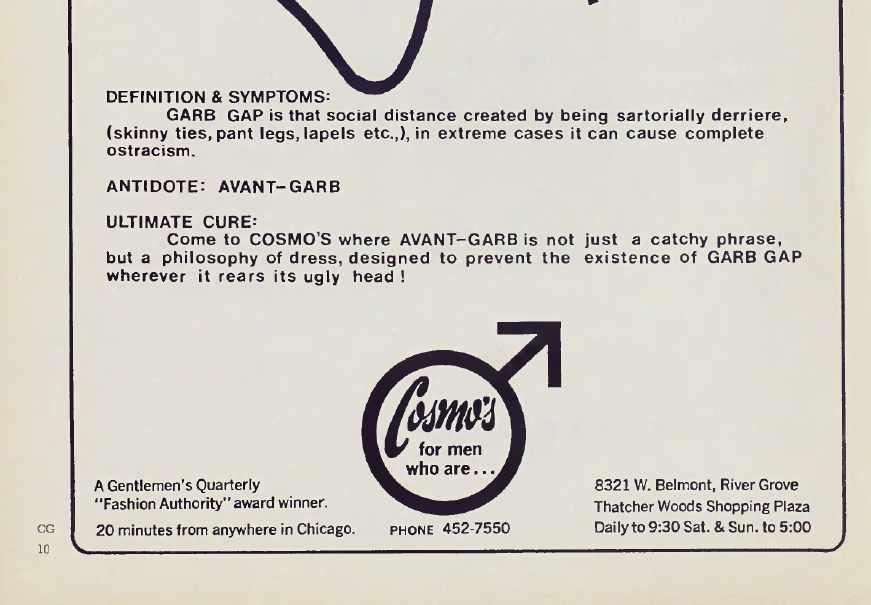 DEFINITION & SYMPTOMS:
GARB GAP is that social distance created by being sartorially derriere,
(skinny ties, pant legs, lapels etc.,), in extreme cases it can cause complete
ostracism.
ANTIDOTE: AVANT-GARB
ULTIMATE CURE:
Come to COSMO'S where AVANT-GARB is not just a catchy phrase,
but a philosophy of dress, designed to prevent the existence of GARB GAP
wherever it rears its ugly head !
Cosmo's
for men
who are...
A Gentlemen's Quarterly
"Fashion Authority" award winner.
20 minutes from anywhere in Chicago.
PHONE 452-7550
8321 W. Belmont, River Grove
Thatcher Woods Shopping Plaza
Daily to 9:30 Sat. & Sun. to 5:00
CG
10